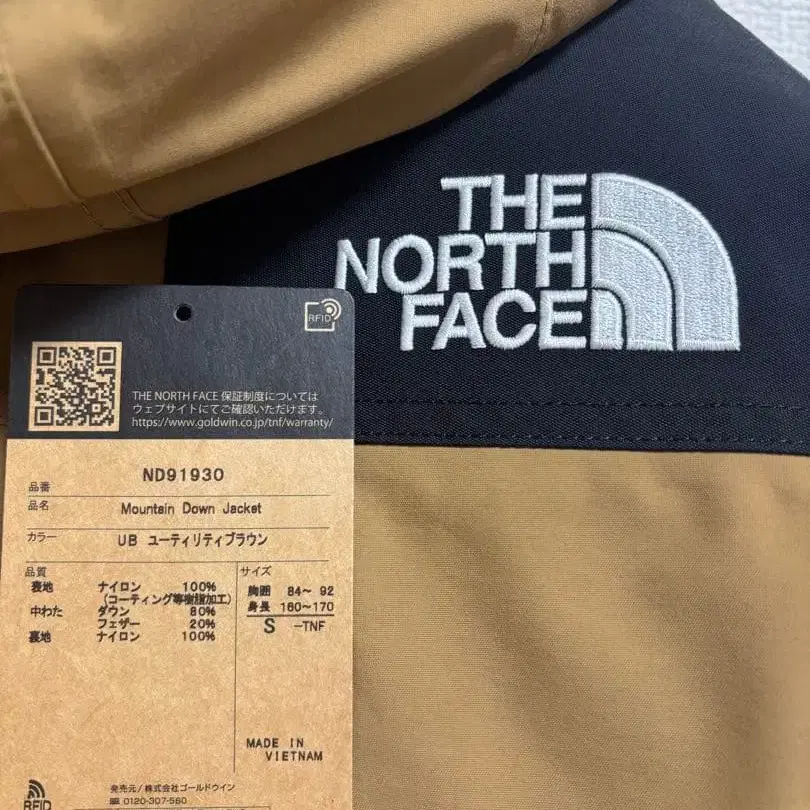 THE
NORTH
FACE
RFID
THE NORTH FACE 保証制度については
ウェブサイトにてご確認いただけます。
https://www.goldwin.co.jp/tnf/warranty/
品番 ND91930
品名 Mountain Down Jacket
カラー UB ユーティリティブラウン
品質
表地 ナイロン 100%
(コーティング等樹脂加工)
中わた ダウン 80%
フェザー 20%
裏地 ナイロン 100%
サイズ
胸囲 84~ 92
身長 160~170
S -TNF
MADE IN
VIETNAM
RFID
発売元/株式会社ゴールドウイン
0120-307-560